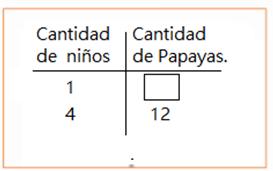 Cantidad Cantidad
de niños de Papayas.
1
4 12